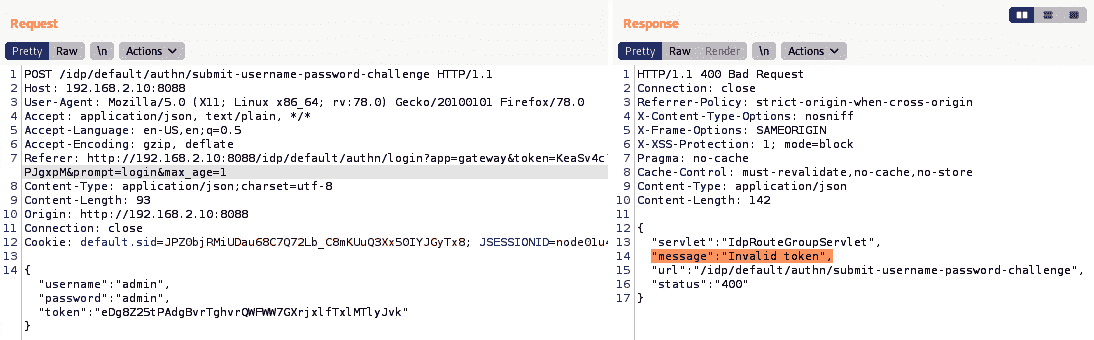 Request
Pretty Raw \n Actions
1 POST /idp/default/authn/submit-username-password-challenge HTTP/1.1
2 Host: 192.168.2.10:8088
3 User-Agent: Mozilla/5.0 (X11; Linux x86_64; rv:78.0) Gecko/20100101 Firefox/78.0
4 Accept: application/json, text/plain, */*
5 Accept-Language: en-US,en;q=0.5
6 Accept-Encoding: gzip, deflate
7 Referer: http://192.168.2.10:8088/idp/default/authn/login?app=gateway&token=KeaSv4c
PJgxpM&prompt=login&max_age=1
8 Content-Type: application/json;charset=utf-8
9 Content-Length: 93
10 Origin: http://192.168.2.10:8088
11 Connection: close
12 Cookie: default.sid=JPZ0bjRMiUDau68C7Q72Lb_C8mKUuQ3Xx50IYJGyTx8; JSESSIONID=node01u
13
14 {
"username":"admin",
"password":"admin",
"token":"eDg8Z25tPAdgBvrTghvrQWFWW7GXrjxlfTxlMTlyJvk"
}
Response
Pretty Raw Render \n Actions
1 HTTP/1.1 400 Bad Request
2 Connection: close
3 Referrer-Policy: strict-origin-when-cross-origin
4 X-Content-Type-Options: nosniff
5 X-Frame-Options: SAMEORIGIN
6 X-XSS-Protection: 1; mode=block
7 Pragma: no-cache
8 Cache-Control: must-revalidate,no-cache,no-store
9 Content-Type: application/json
10 Content-Length: 142
11
12 {
13 "servlet":"IdpRouteGroupServlet",
14 "message":"Invalid token",
15 "url":"/idp/default/authn/submit-username-password-challenge",
16 "status":"400"
17 }